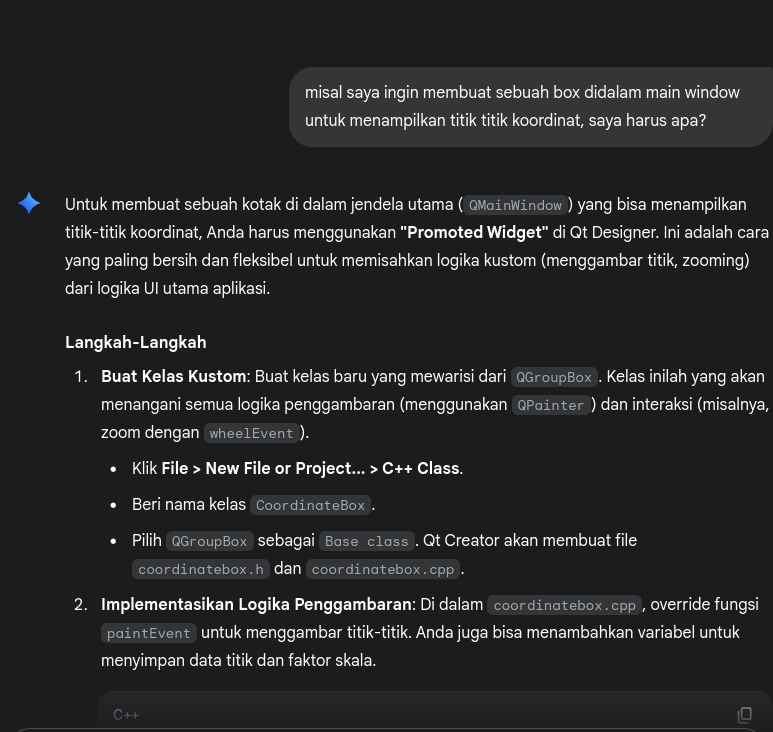 misal saya ingin membuat sebuah box didalam main window
untuk menampilkan titik titik koordinat, saya harus apa?
Untuk membuat sebuah kotak di dalam jendela utama (QMainWindow) yang bisa menampilkan
titik-titik koordinat, Anda harus menggunakan "Promoted Widget" di Qt Designer. Ini adalah cara
yang paling bersih dan fleksibel untuk memisahkan logika kustom (menggambar titik, zooming)
dari logika UI utama aplikasi.
Langkah-Langkah
1. Buat Kelas Kustom: Buat kelas baru yang mewarisi dari QGroupBox. Kelas inilah yang akan
menangani semua logika penggambaran (menggunakan QPainter) dan interaksi (misalnya,
zoom dengan wheelEvent).
• Klik File > New File or Project... > C++ Class.
• Beri nama kelas CoordinateBox.
• Pilih QGroupBox sebagai Base class. Qt Creator akan membuat file
coordinatebox.h dan coordinatebox.cpp.
2. Implementasikan Logika Penggambaran: Di dalam coordinatebox.cpp, override fungsi
paintEvent untuk menggambar titik-titik. Anda juga bisa menambahkan variabel untuk
menyimpan data titik dan faktor skala.
C++